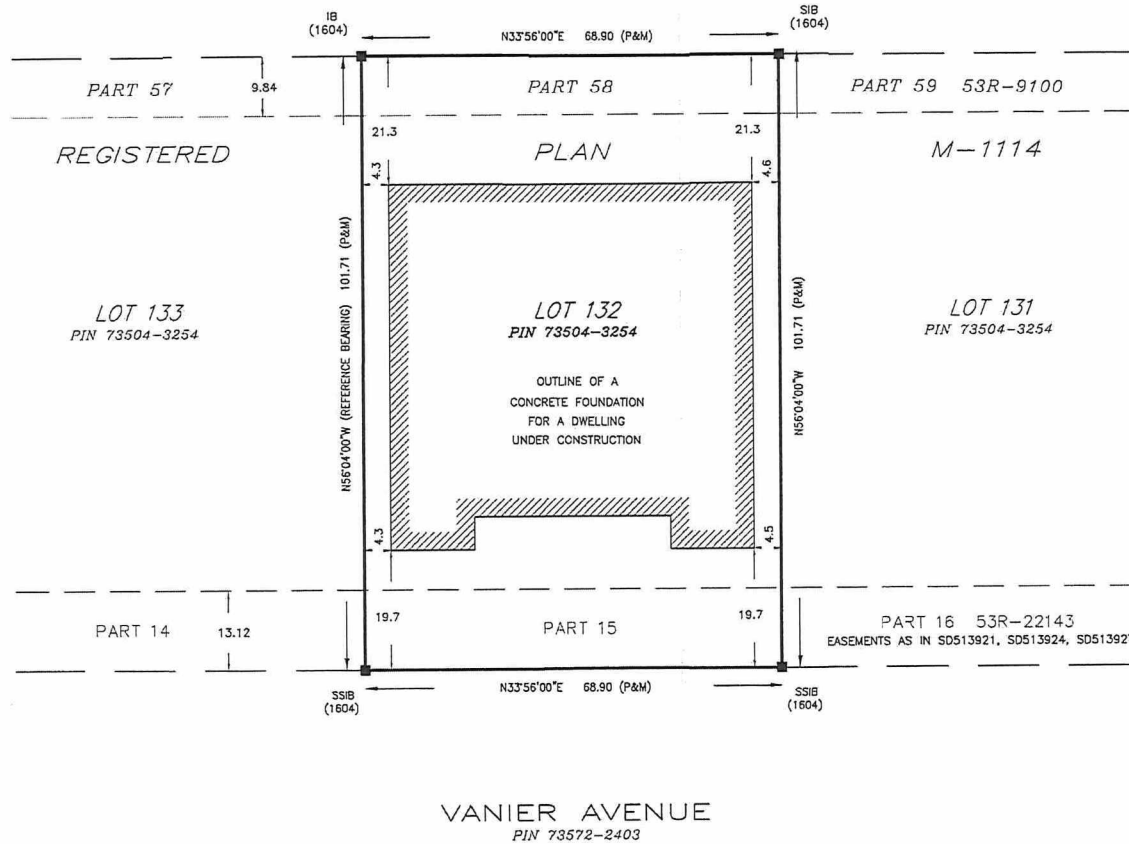 IB
(1604)
N33°56'00"E 68.90 (P&M)
SIB
(1604)
PART 57
9.84
PART 58
PART 59 53R-9100
21.3
21.3
REGISTERED
PLAN
M-1114
4.3
4.6
N56°04'00"W (REFERENCE BEARING) 101.71 (P&M)
N56°04'00"W 101.71 (P&M)
LOT 133
PIN 73504-3254
LOT 132
PIN 73504-3254
LOT 131
PIN 73504-3254
OUTLINE OF A
CONCRETE FOUNDATION
FOR A DWELLING
UNDER CONSTRUCTION
4.3
4.5
PART 14
13.12
19.7
PART 15
19.7
PART 16 53R-22143
EASEMENTS AS IN SD513921, SD513924, SD513927
SSIB
(1604)
N33°56'00"E 68.90 (P&M)
SSIB
(1604)
VANIER AVENUE
PIN 73572-2403